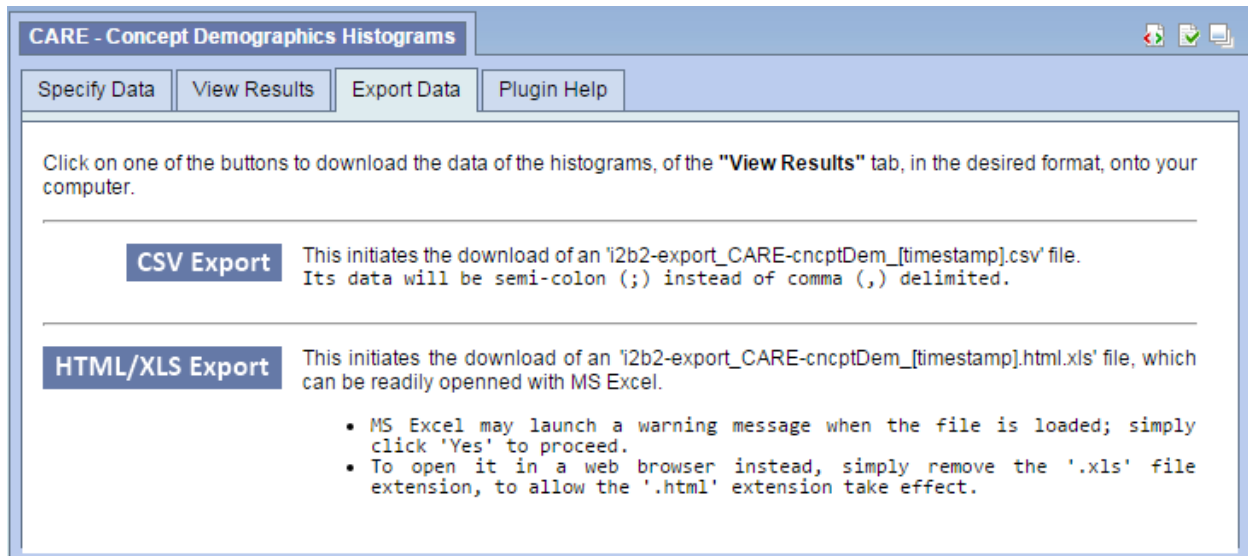 CARE - Concept Demographics Histograms
Specify Data View Results Export Data Plugin Help
Click on one of the buttons to download the data of the histograms, of the "View Results" tab, in the desired format, onto your
computer.
CSV Export
This initiates the download of an 'i2b2-export_CARE-cncptDem_[timestamp].csv' file.
Its data will be semi-colon (;) instead of comma (,) delimited.
HTML/XLS Export
This initiates the download of an 'i2b2-export_CARE-cncptDem_[timestamp].html.xls' file, which
can be readily openned with MS Excel.
• MS Excel may launch a warning message when the file is loaded; simply
click 'Yes' to proceed.
• To open it in a web browser instead, simply remove the '.xls' file
extension, to allow the '.html' extension take effect.